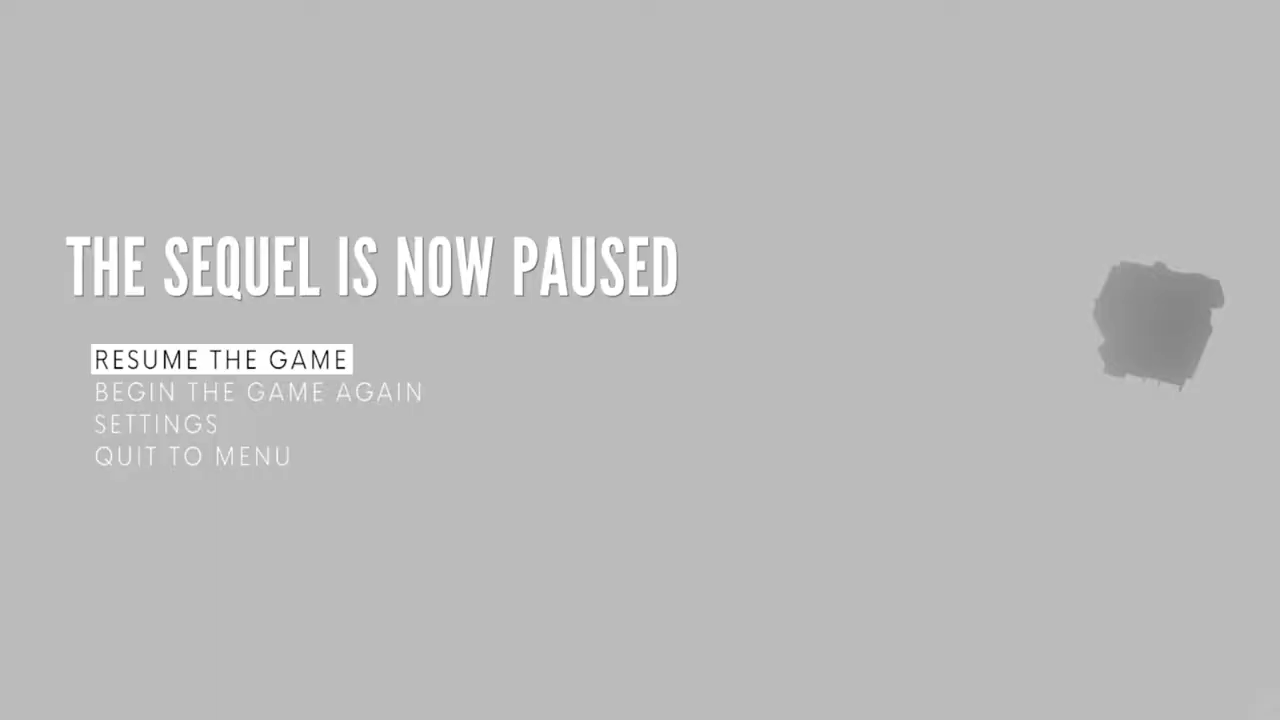 THE SEQUEL IS NOW PAUSED
RESUME THE GAME
BEGIN THE GAME AGAIN
SETTINGS
QUIT TO MENU